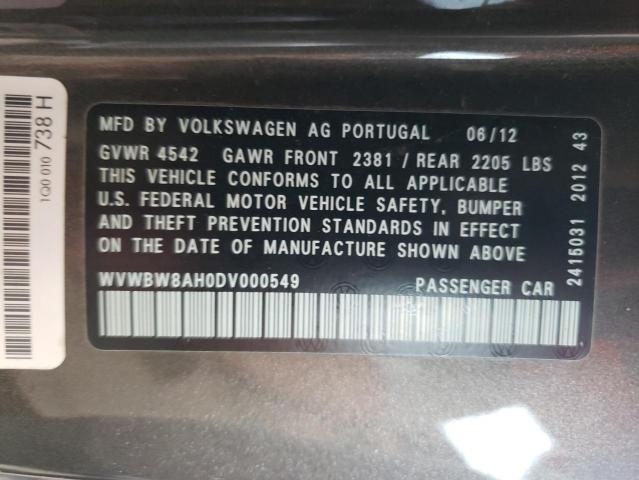 MFD BY VOLKSWAGEN AG PORTUGAL 06/12
GVWR 4542 GAWR FRONT 2381 / REAR 2205 LBS
THIS VEHICLE CONFORMS TO ALL APPLICABLE
U.S. FEDERAL MOTOR VEHICLE SAFETY, BUMPER
AND THEFT PREVENTION STANDARDS IN EFFECT
ON THE DATE OF MANUFACTURE SHOWN ABOVE
WVWBW8AH0DV000549 PASSENGER CAR
2415031 2012 43
1Q0 010 738 H